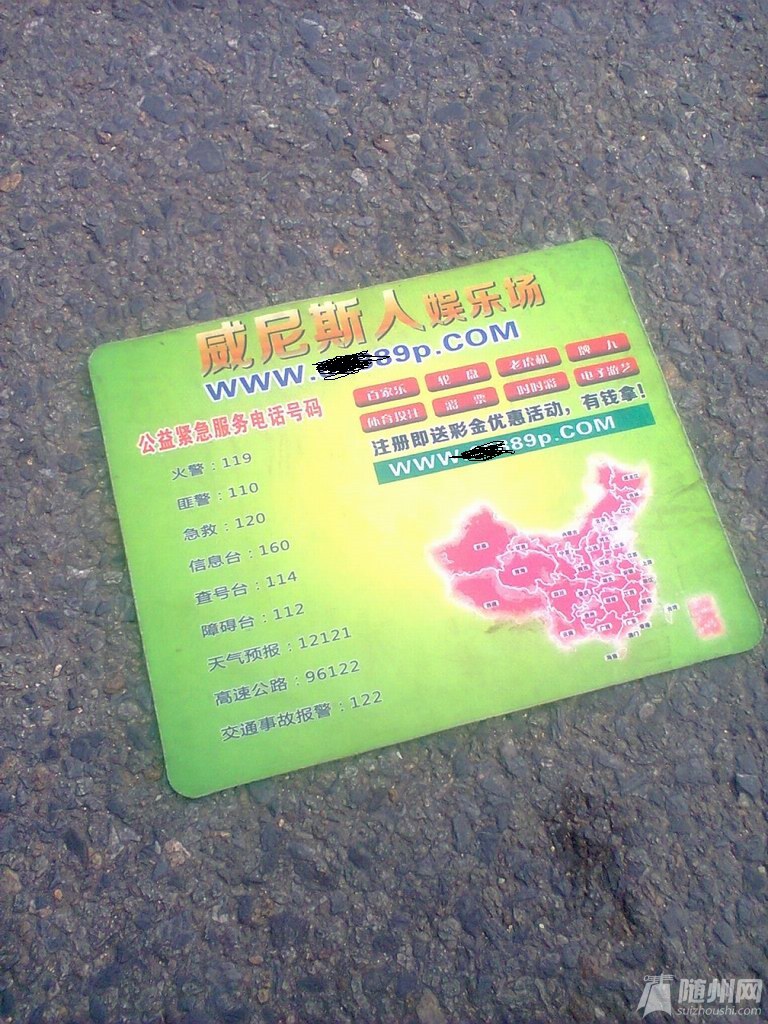 威尼斯人娱乐场
89p.COM
百家乐 轮盘 老虎机 牌九
体育投注 彩票 时时彩 电子游艺
注册即送彩金优惠活动，有钱拿！
89p.COM
公益紧急服务电话号码
火警：119
匪警：110
急救：120
信息台：160
查号台：114
障碍台：112
天气预报：12121
高速公路：96122
交通事故报警：122
随州网
suizhoushi.com